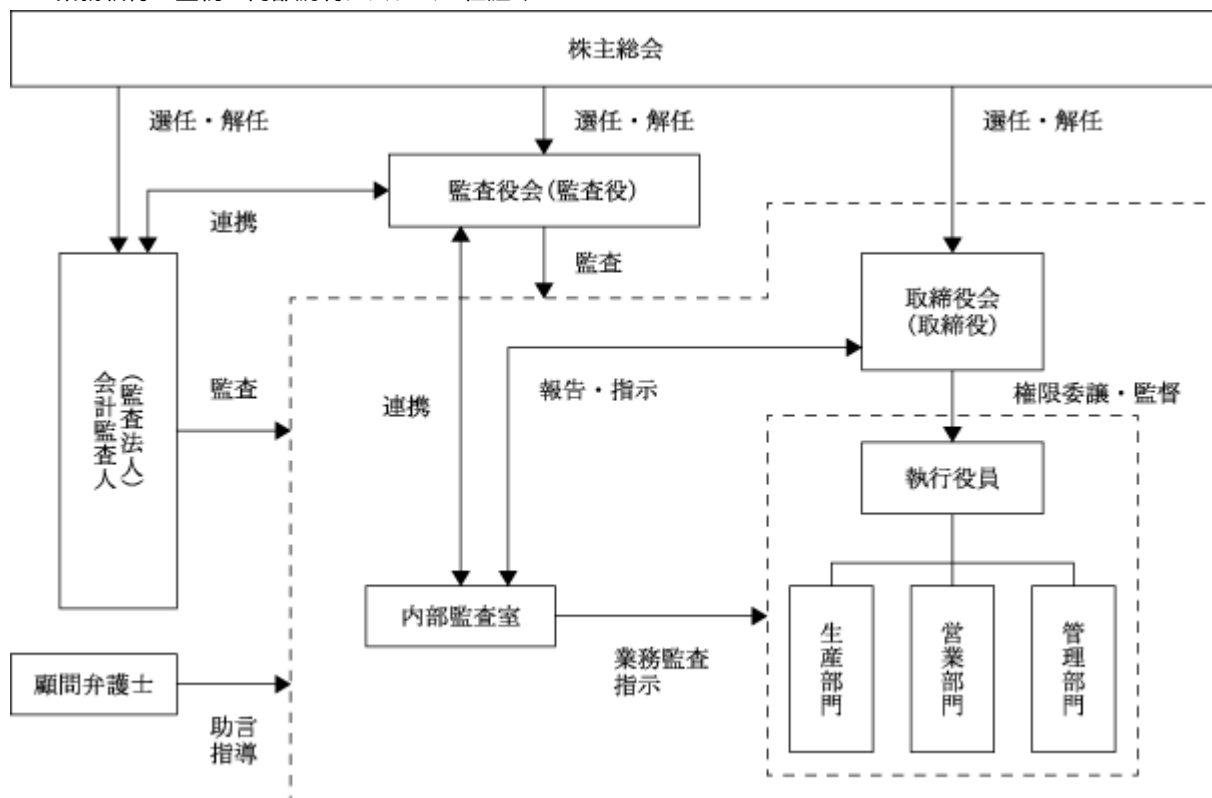 株主総会
選任・解任
選任・解任
選任・解任
監査役会(監査役)
連携
監査
取締役会
(取締役)
会計監査人
(監査法人)
監査
連携
報告・指示
権限委譲・監督
執行役員
内部監査室
業務監査
指示
生産部門
営業部門
管理部門
顧問弁護士
助言
指導